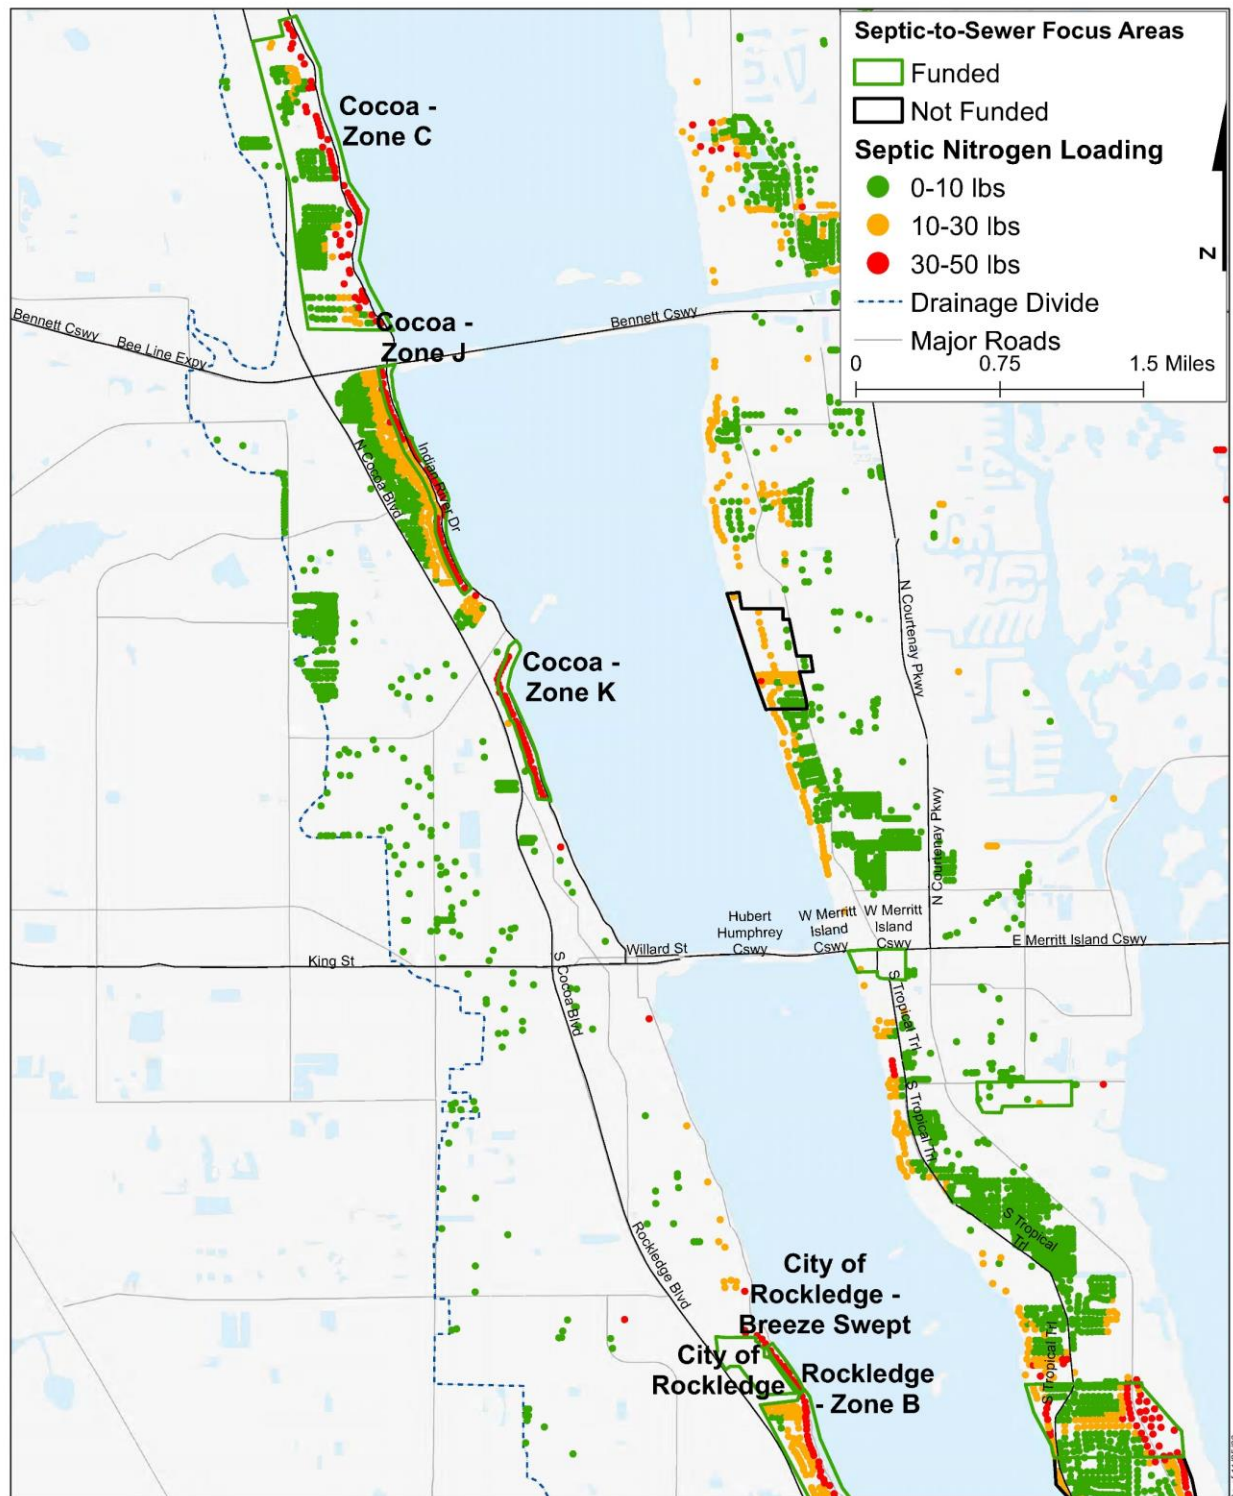 Septic-to-Sewer Focus Areas
Funded
Not Funded
Septic Nitrogen Loading
0-10 lbs
10-30 lbs
30-50 lbs
Drainage Divide
Major Roads
0 0.75 1.5 Miles
N
Cocoa -
Zone C
Cocoa -
Zone J
Bennett Cswy
Bee Line Expy
Bennett Cswy
N Cocoa Blvd
Indian River Dr
Cocoa -
Zone K
N Courtenay Pkwy
N Courtenay Pkwy
Hubert
Humphrey
Cswy
W Merritt
Island
Cswy
W Merritt
Island
Cswy
E Merritt Island Cswy
Willard St
King St
S Cocoa Blvd
S Tropical Trl
S Tropical Trl
S Tropical
Trl
S Tropical Trl
Rockledge Blvd
City of
Rockledge -
Breeze Swept
City of
Rockledge
Rockledge
- Zone B